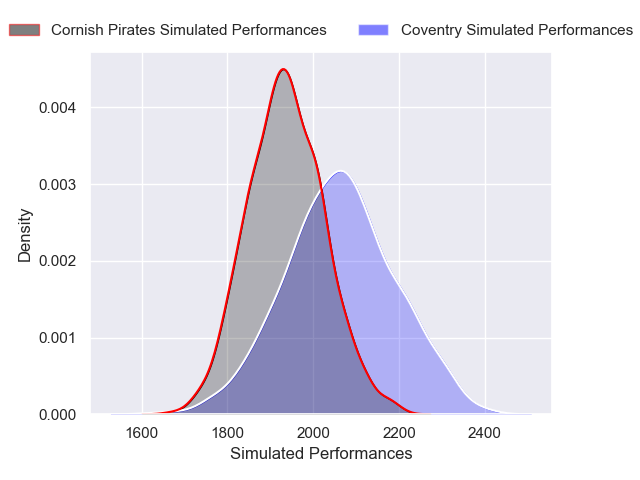 Cornish Pirates Simulated Performances
Coventry Simulated Performances
0.004
0.003
0.002
0.001
0.000
Density
1600
1800
2000
2200
2400
Simulated Performances